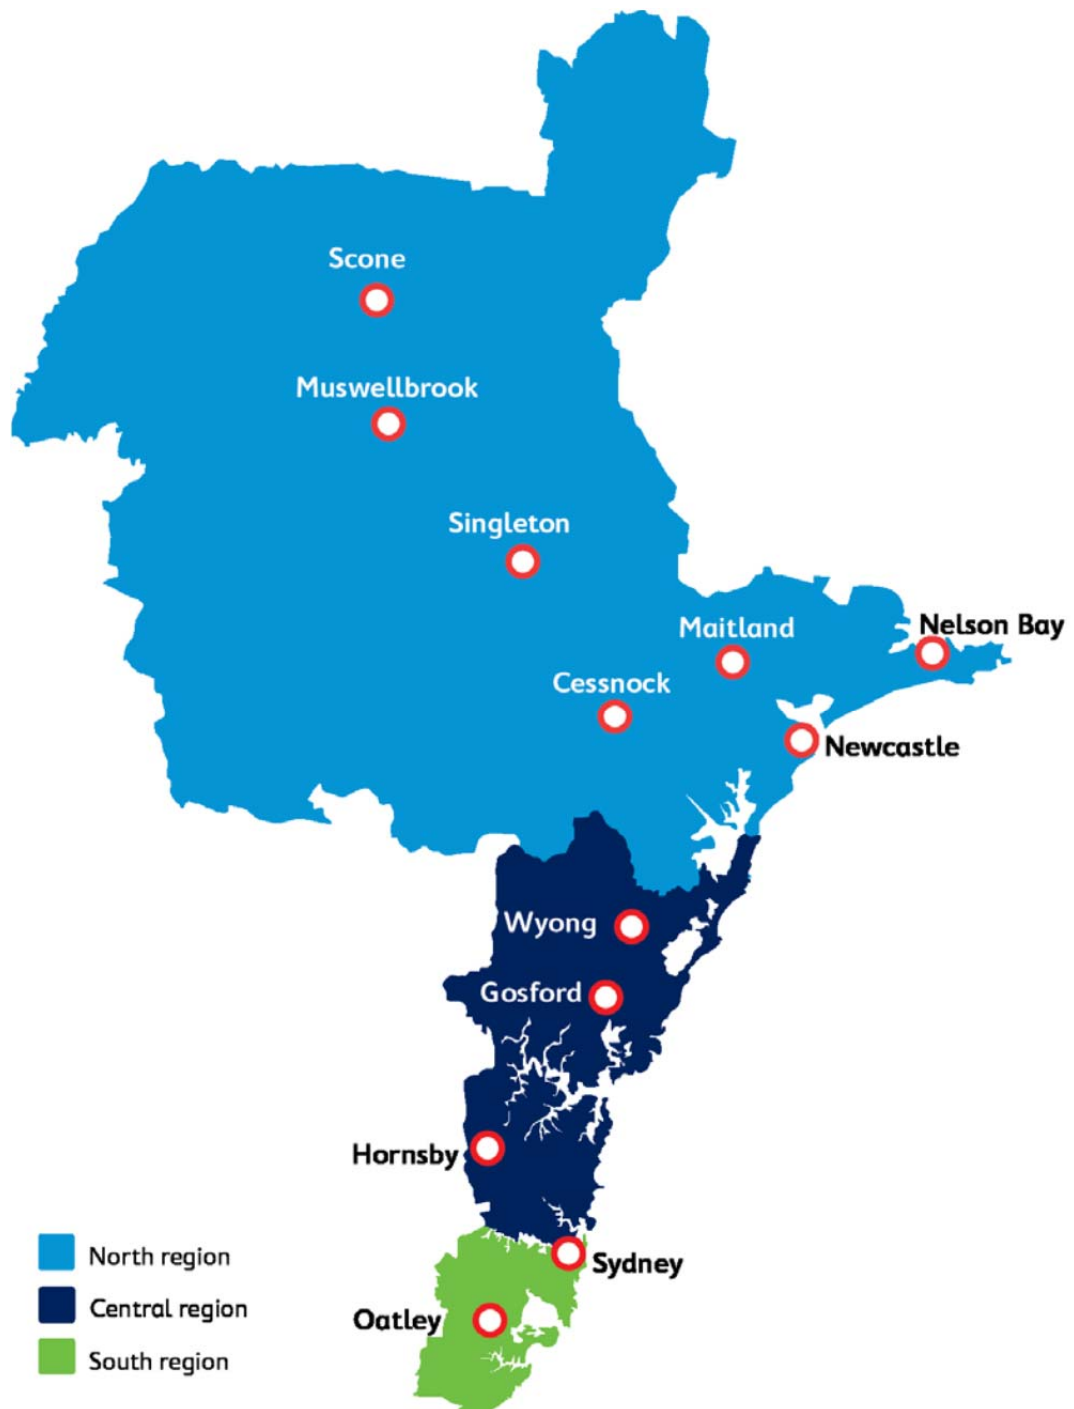 Scone
Muswellbrook
Singleton
Maitland
Nelson Bay
Cessnock
Newcastle
Wyong
Gosford
Hornsby
Sydney
Oatley
North region
Central region
South region